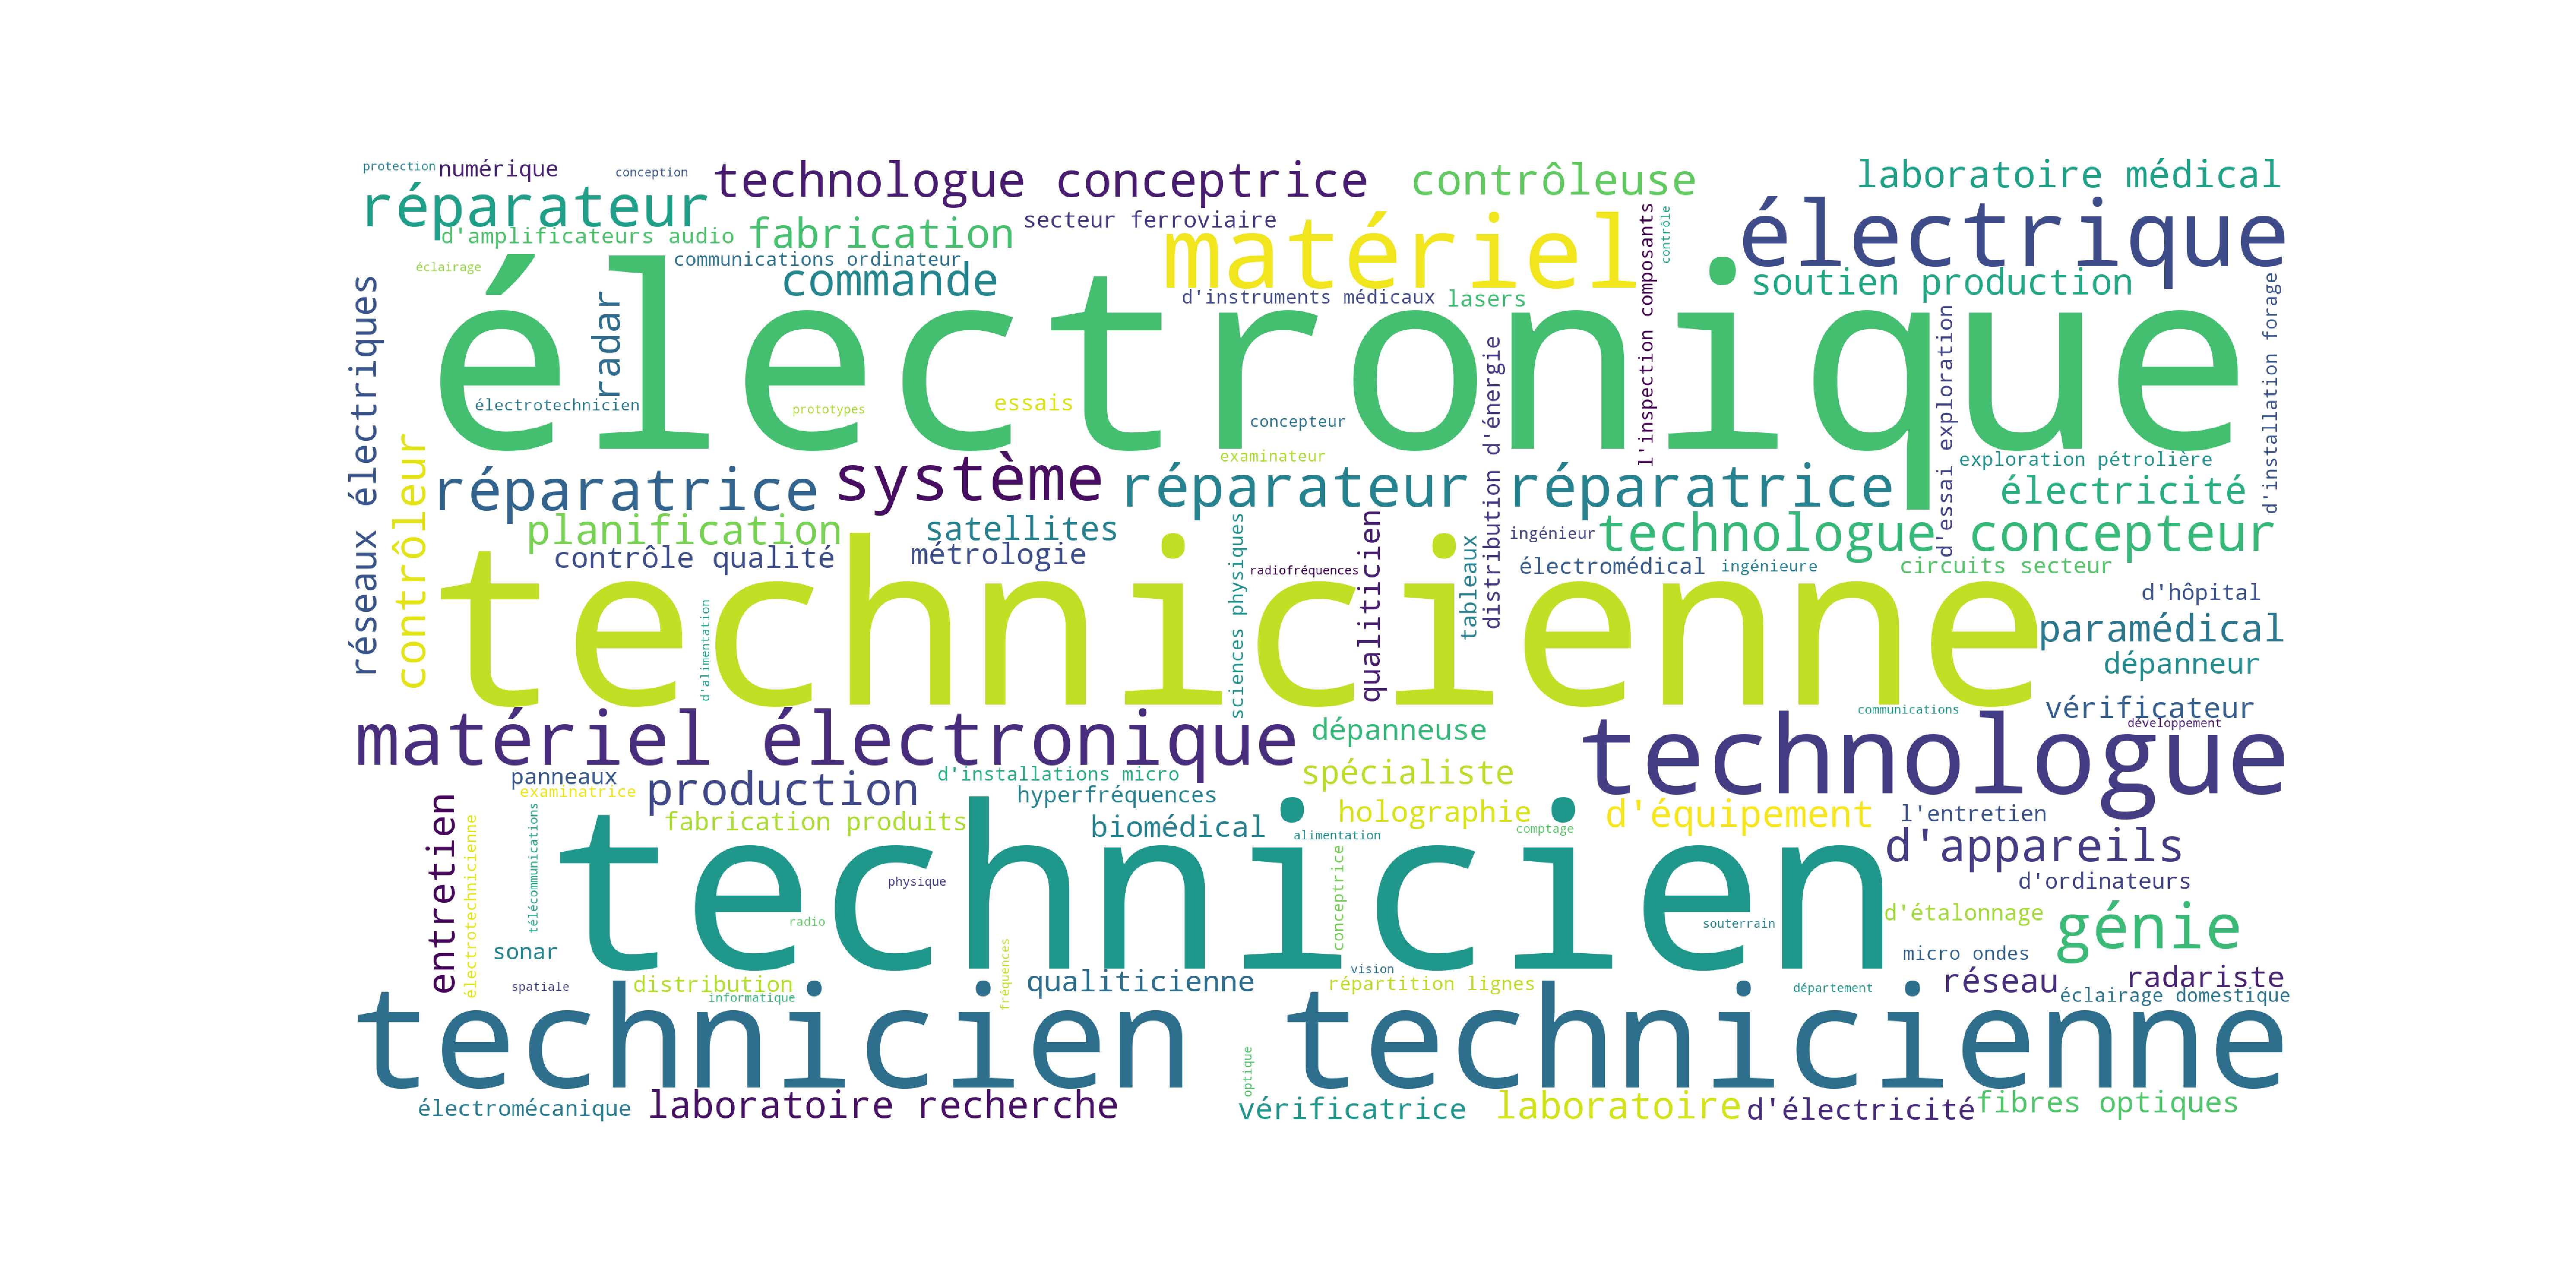 protection
numérique
conception
technologue conceptrice
contrôleuse
laboratoire médical
réparateur
fabrication
secteur ferroviaire
matériel
l'inspection composants
contrôle
électrique
d'amplificateurs audio
communications ordinateur
éclairage
commande
d'instruments médicaux
lasers
soutien production
électronique
radar
réseaux électriques
d'installation forage
d'essai exploration
distribution d'énergie
électrotechnicien
prototypes
essais
concepteur
examinateur
exploration pétrolière
contrôleur
réparatrice
système
réparateur réparatrice
électricité
planification
satellites
ingénieur
technologue concepteur
contrôle qualité
métrologie
radiofréquences
sciences physiques
qualiticien
tableaux
électromédical
ingénieure
circuits secteur
technicienne
d'hôpital
d'alimentation
paramédical
dépanneur
matériel électronique
dépanneuse
communications
vérificateur
développement
technologue
panneaux
examinatrice
production
d'installations micro
hyperfréquences
spécialiste
fabrication produits
biomédical
holographie
alimentation
comptage
d'équipement
l'entretien
entretien
électrotechnicienne
télécommunications
technicien
d'appareils
conceptrice
physique
d'ordinateurs
radio
souterrain
d'étalonnage
génie
sonar
fréquences
micro ondes
vision
spatiale
distribution
informatique
qualiticienne
répartition lignes
département
réseau
radariste
éclairage domestique
technicien technicienne
optique
électromécanique
laboratoire recherche
vérificatrice
laboratoire
d'électricité
fibres optiques